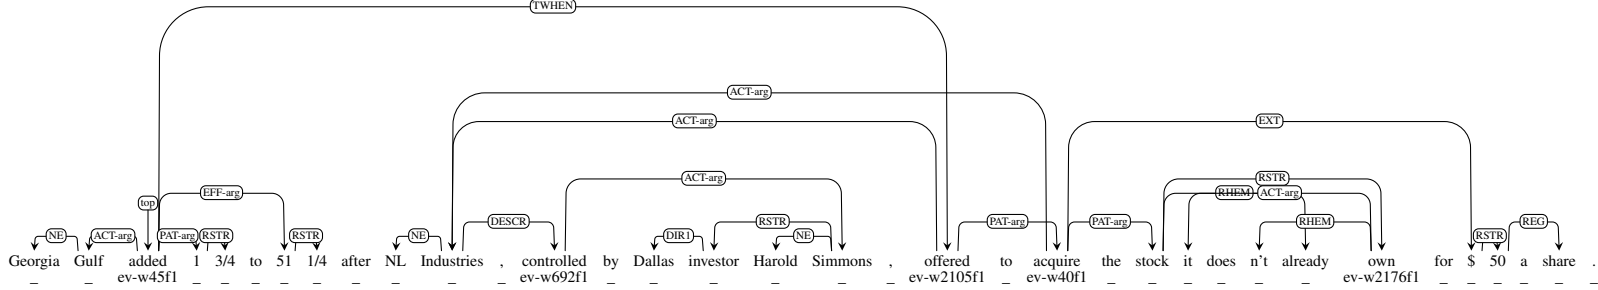 TWHEN
ACT-arg
ACT-arg EXT
ACT-arg RSTR
EFF-arg RHEM ACT-arg
top
DESCR RSTR PAT-arg PAT-arg RHEM REG
NE ACT-arg PAT-arg RSTR RSTR NE DIR1 NE RSTR
Georgia Gulf added 1 3/4 to 51 1/4 after NL Industries , controlled by Dallas investor Harold Simmons , offered to acquire the stock it does n't already own for $ 50 a share .
_ _ ev-w45f1 _ _ _ _ _ _ _ _ _ ev-w692f1 _ _ _ _ _ _ ev-w2105f1 _ ev-w40f1 _ _ _ _ _ _ ev-w2176f1 _ _ _ _ _ _